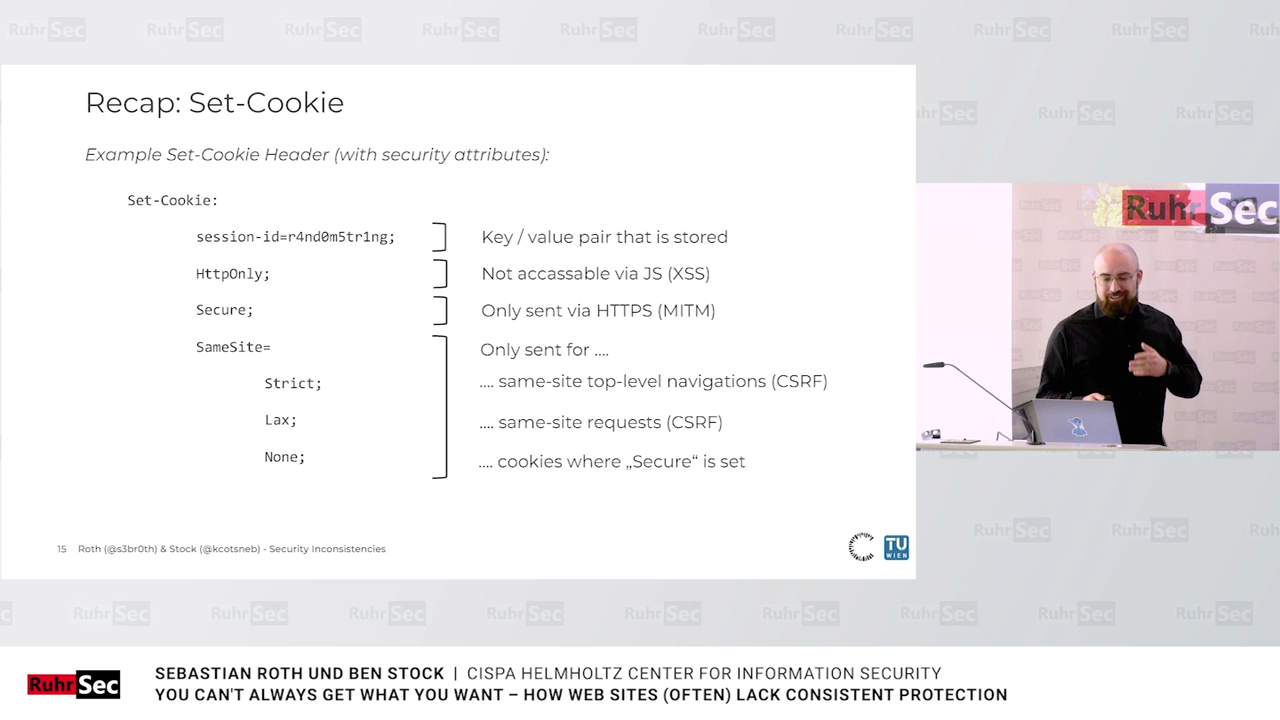 Recap: Set-Cookie
Example Set-Cookie Header (with security attributes):
Set-Cookie:
session-id=r4nd0m5tr1ng; Key / value pair that is stored
HttpOnly; Not accassable via JS (XSS)
Secure; Only sent via HTTPS (MITM)
SameSite= Only sent for ....
Strict; .... same-site top-level navigations (CSRF)
Lax; .... same-site requests (CSRF)
None; .... cookies where „Secure“ is set
15 Roth (@s3br0th) & Stock (@kcotsneb) - Security Inconsistencies
TU
WIEN
RuhrSec
RuhrSec
SEBASTIAN ROTH UND BEN STOCK | CISPA HELMHOLTZ CENTER FOR INFORMATION SECURITY
YOU CAN'T ALWAYS GET WHAT YOU WANT – HOW WEB SITES (OFTEN) LACK CONSISTENT PROTECTION